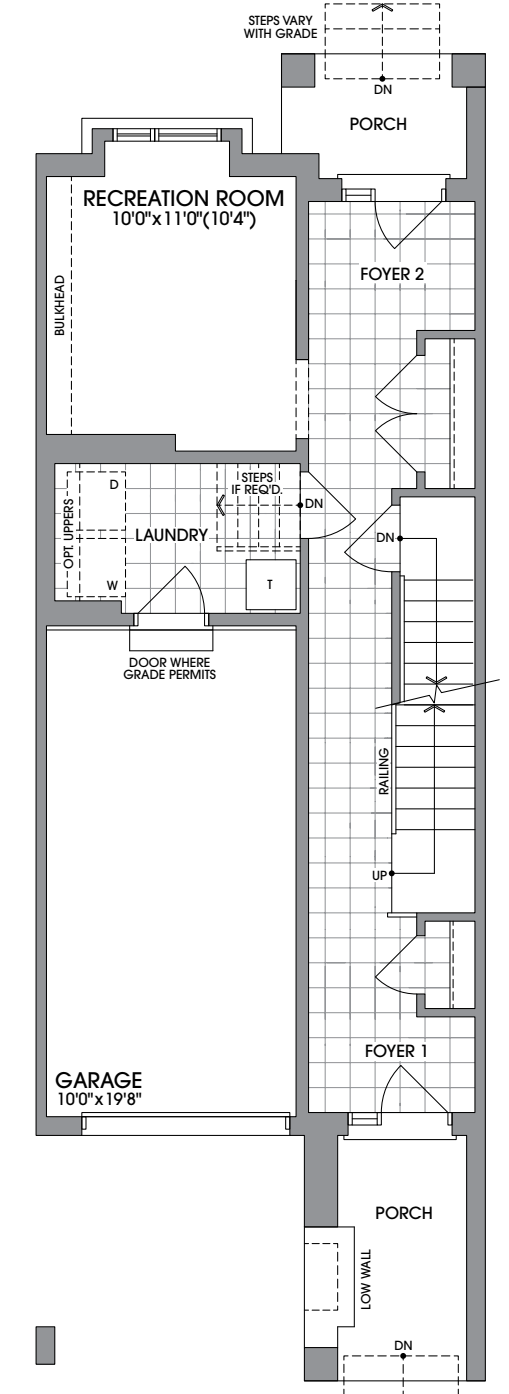 STEPS VARY
WITH GRADE
DN
PORCH
RECREATION ROOM
10'0"x11'0"(10'4")
FOYER 2
BULKHEAD
STEPS
IF REQ'D.
D
DN
OPT. UPPERS
LAUNDRY
DN
W
T
DOOR WHERE
GRADE PERMITS
RAILING
UP
FOYER 1
GARAGE
10'0"x19'8"
PORCH
LOW WALL
DN